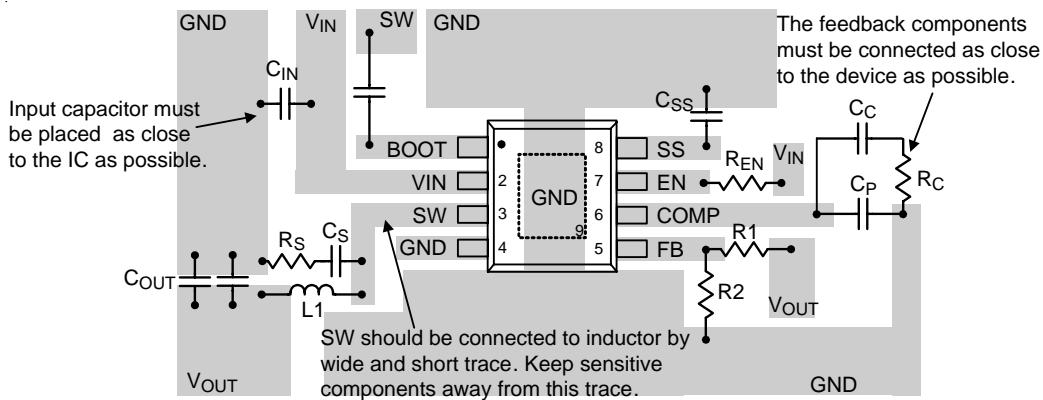 GND
VIN
SW
GND
The feedback components
must be connected as close
to the device as possible.
CIN
CSS
CC
Input capacitor must
be placed as close
to the IC as possible.
BOOT
8
SS
REN
VIN
RC
VIN
2
GND
7
EN
CP
SW
3
6
COMP
9
GND
4
5
FB
R1
RS
CS
COUT
R2
L1
VOUT
SW should be connected to inductor by
wide and short trace. Keep sensitive
components away from this trace.
VOUT
GND